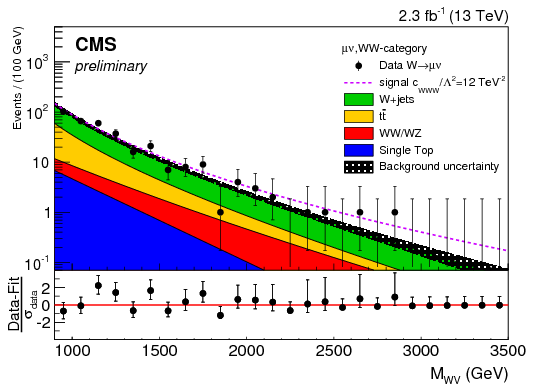 2.3 fb⁻¹ (13 TeV)
CMS
preliminary
Events / (100 GeV)
10³
10²
10
1
10⁻¹
μν,WW-category
Data W→μν
signal c_WWW/Λ²=12 TeV⁻²
W+jets
tt̄
WW/WZ
Single Top
Background uncertainty
Data-Fit
σ_data
2
0
-2
1000 1500 2000 2500 3000 3500
M_WV (GeV)